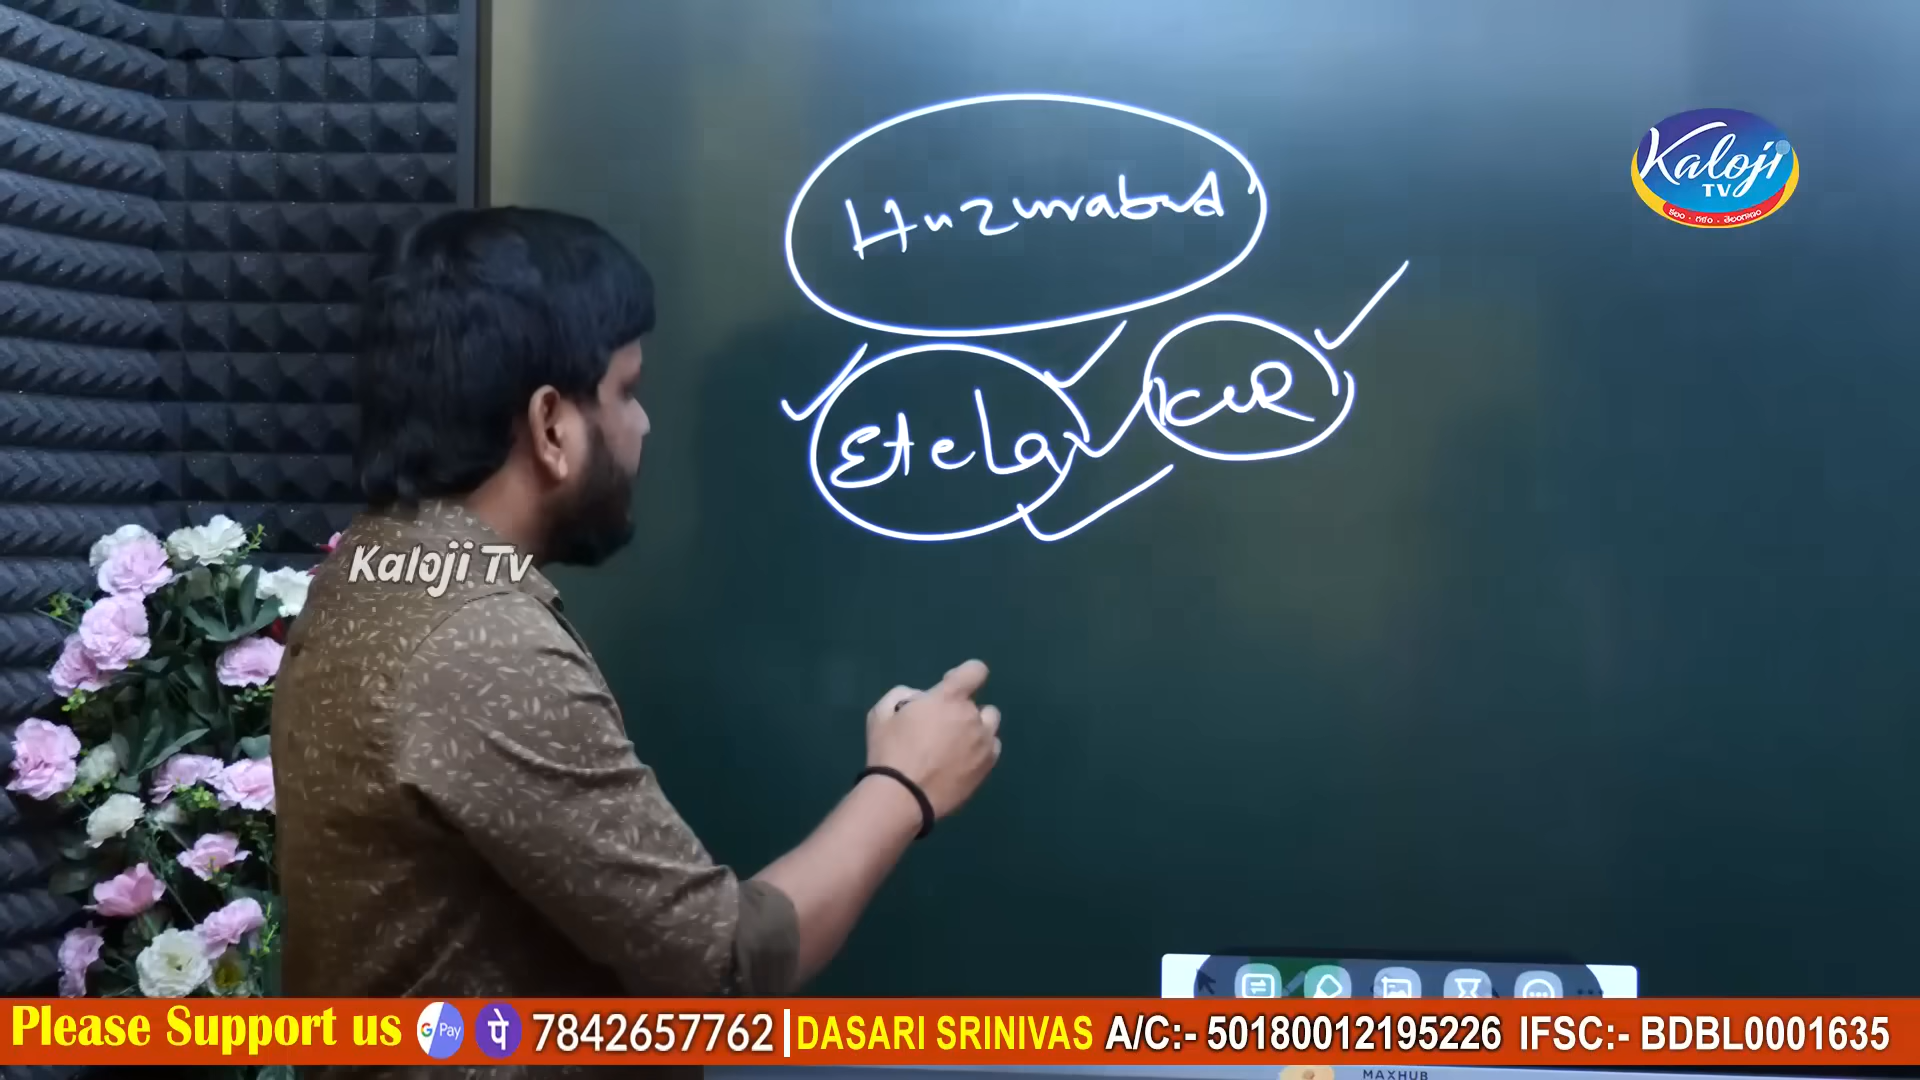 Huzurabad
Etela
KCR
Kaloji
TV
Kaloji Tv
Please Support us G Pay पे 7842657762 | DASARI SRINIVAS A/C:- 50180012195226 IFSC:- BDBL0001635
MAXHUB